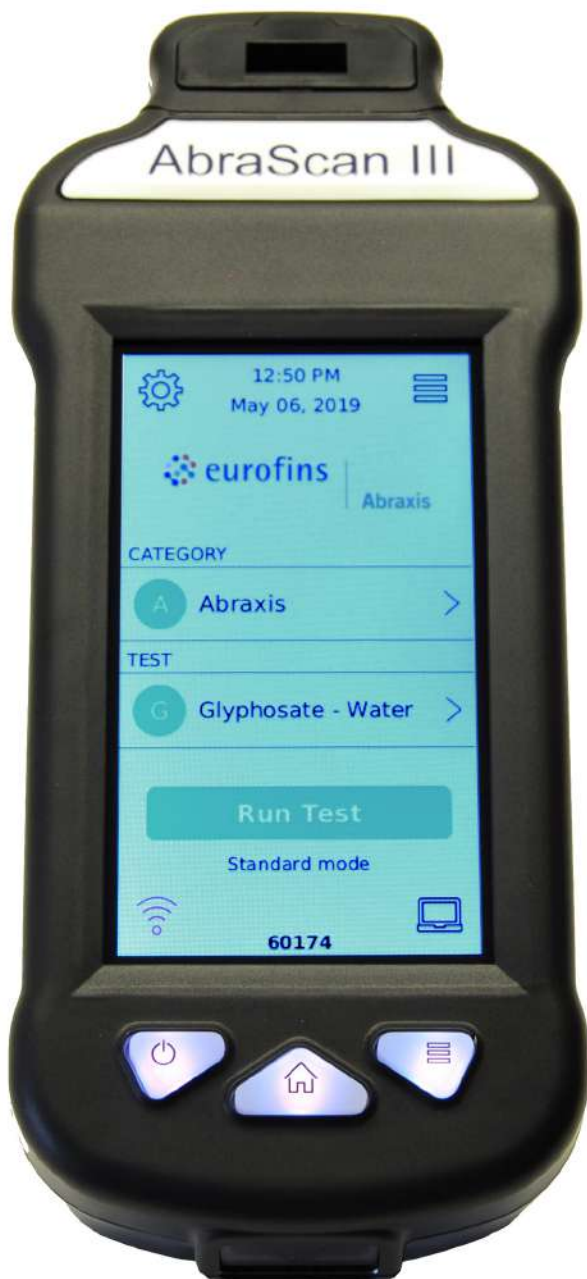 AbraScan III
12:50 PM
May 06, 2019
eurofins
Abraxis
CATEGORY
A Abraxis
TEST
G Glyphosate - Water
Run Test
Standard mode
60174